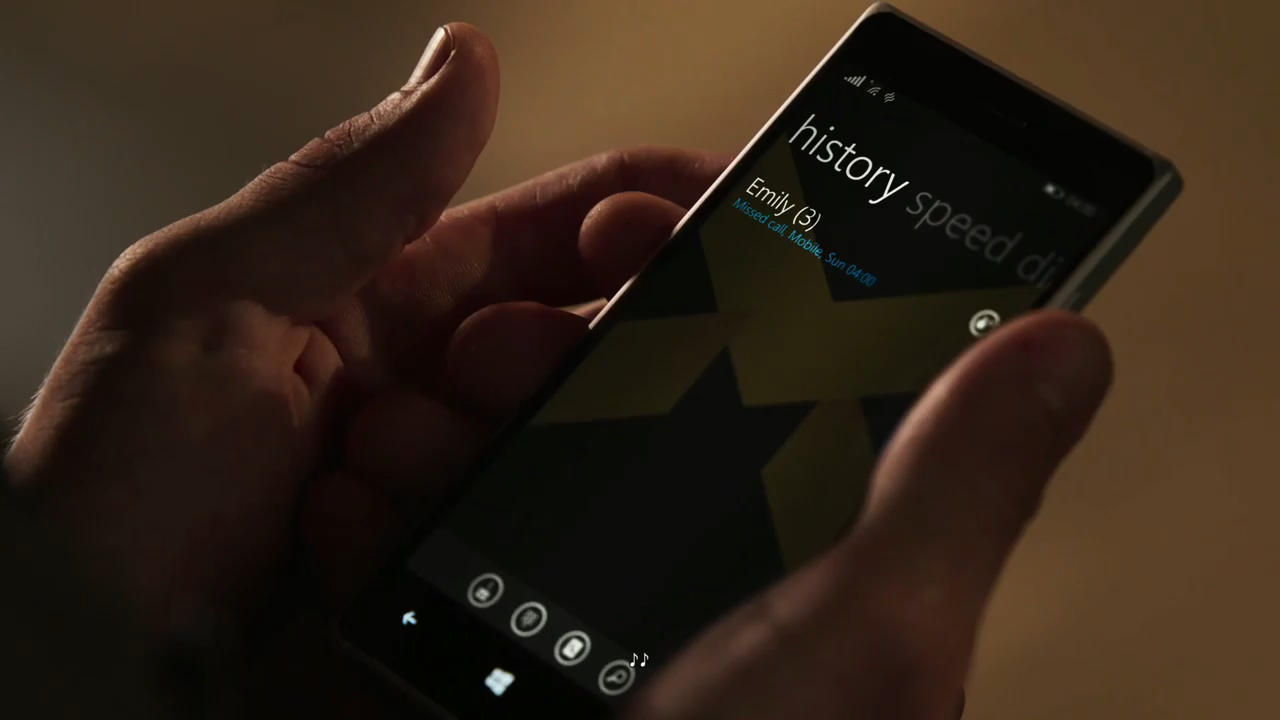 history speed di
Emily (3)
Missed call, Mobile, Sun 04:00
♪♪